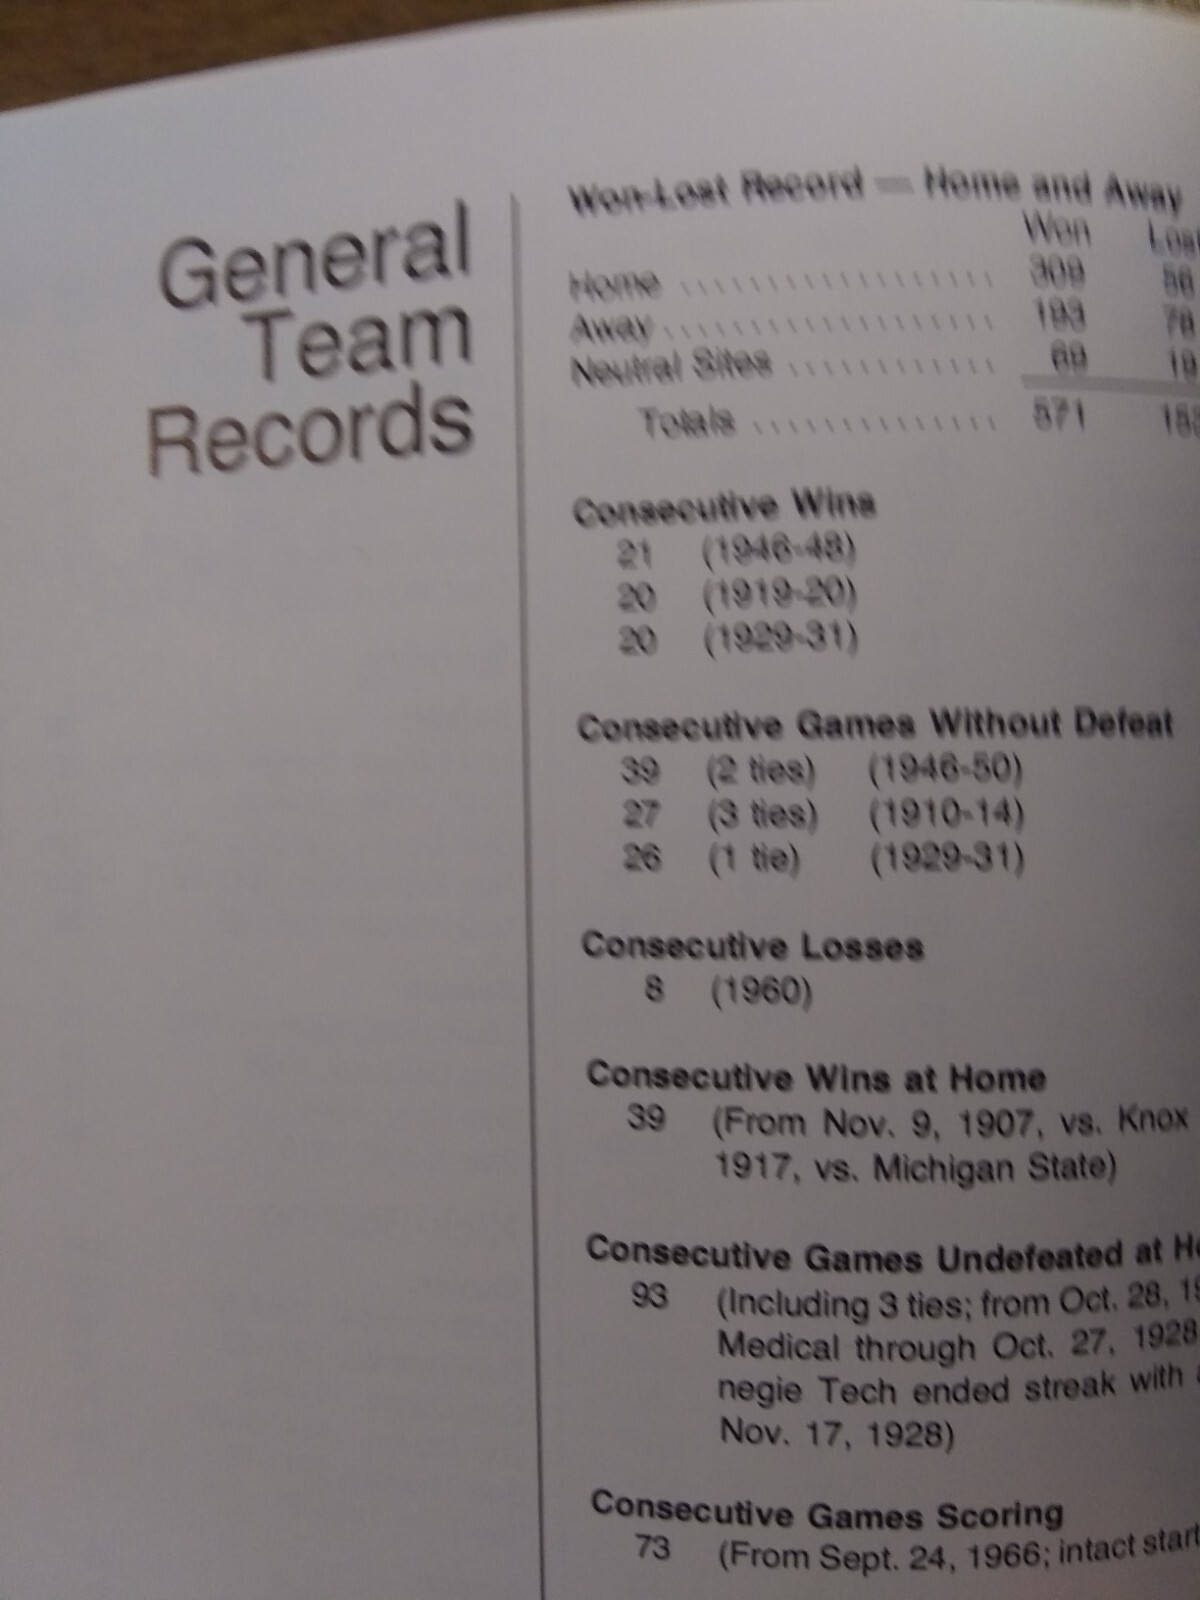 General
Team
Records
Won-Lost Record — Home and Away
Won Lost
Home .................. 309
Away .................... 193
Neutral Sites ............. 69
Totals ............... 571
Consecutive Wins
21 (1946-48)
20 (1919-20)
20 (1929-31)
Consecutive Games Without Defeat
39 (2 ties) (1946-50)
27 (3 ties) (1910-14)
26 (1 tie) (1929-31)
Consecutive Losses
8 (1960)
Consecutive Wins at Home
39 (From Nov. 9, 1907, vs. Knox
1917, vs. Michigan State)
Consecutive Games Undefeated at
93 (Including 3 ties; from Oct. 28,
Medical through Oct. 27, 1928
negie Tech ended streak with
Nov. 17, 1928)
Consecutive Games Scoring
73 (From Sept. 24, 1966; intact start